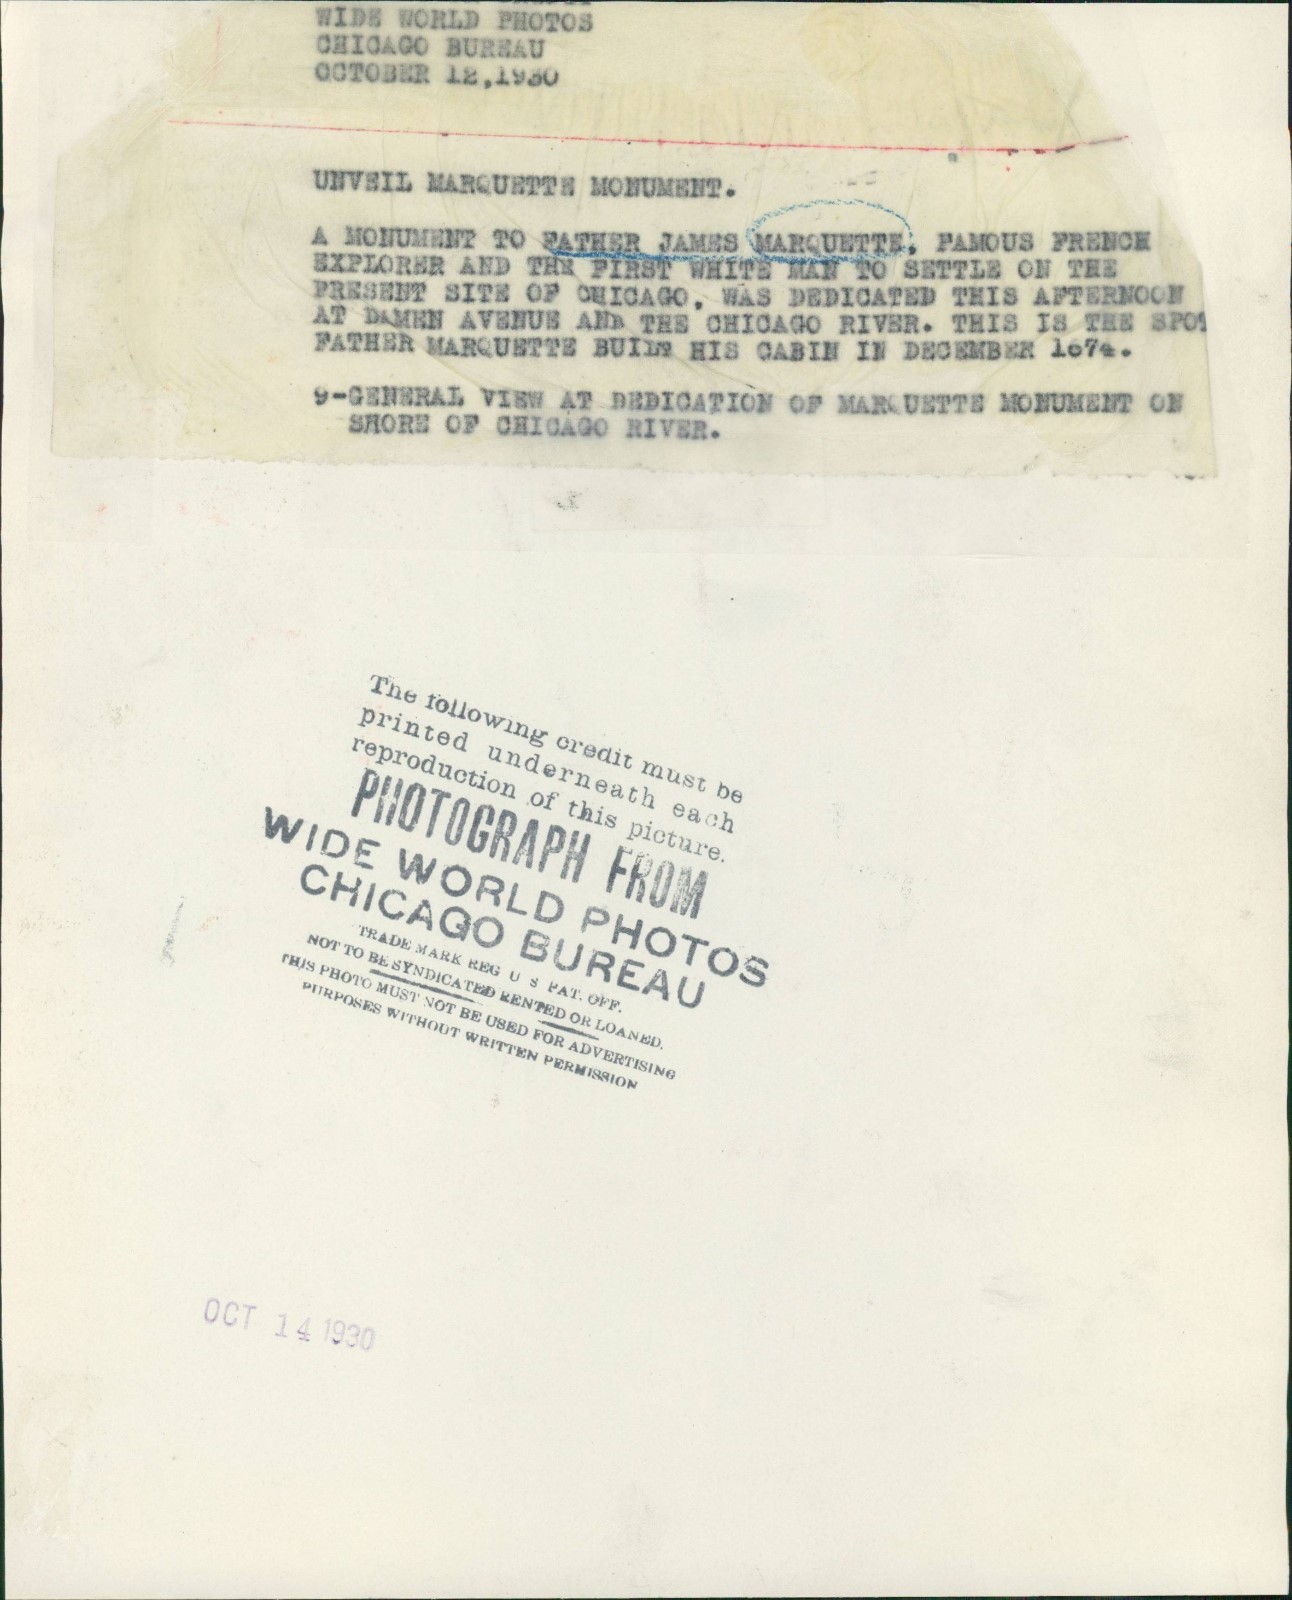 WIDE WORLD PHOTOS
CHICAGO BUREAU
OCTOBER 12,1930
UNVEIL MARQUETTE MONUMENT.
A MONUMENT TO FATHER JAMES MARQUETTE, FAMOUS FRENCH
EXPLORER AND THE FIRST WHITE MAN TO SETTLE ON THE
PRESENT SITE OF CHICAGO, WAS DEDICATED THIS AFTERNOON
AT DAMEN AVENUE AND THE CHICAGO RIVER. THIS IS THE SPOT
FATHER MARQUETTE BUILT HIS CABIN IN DECEMBER 1674.
9-GENERAL VIEW AT DEDICATION OF MARQUETTE MONUMENT ON
SHORE OF CHICAGO RIVER.
The following credit must be
printed underneath each
reproduction of this picture.
PHOTOGRAPH FROM
WIDE WORLD PHOTOS
CHICAGO BUREAU
TRADE MARK REG U S PAT. OFF.
NOT TO BE SYNDICATED RENTED OR LOANED.
THIS PHOTO MUST NOT BE USED FOR ADVERTISING
PURPOSES WITHOUT WRITTEN PERMISSION
OCT 14 1930